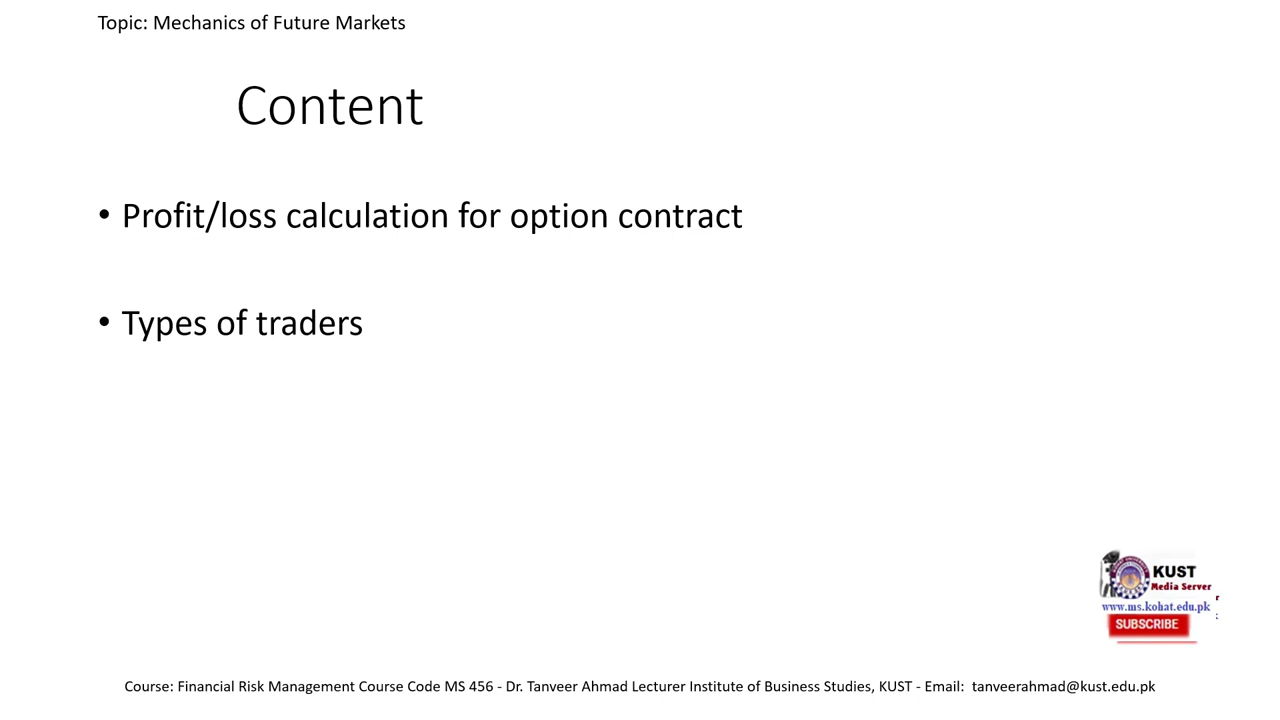 Topic: Mechanics of Future Markets
Content
• Profit/loss calculation for option contract
• Types of traders
KUST
Media Server
www.ms.kohat.edu.pk
SUBSCRIBE
Course: Financial Risk Management Course Code MS 456 - Dr. Tanveer Ahmad Lecturer Institute of Business Studies, KUST - Email: tanveerahmad@kust.edu.pk